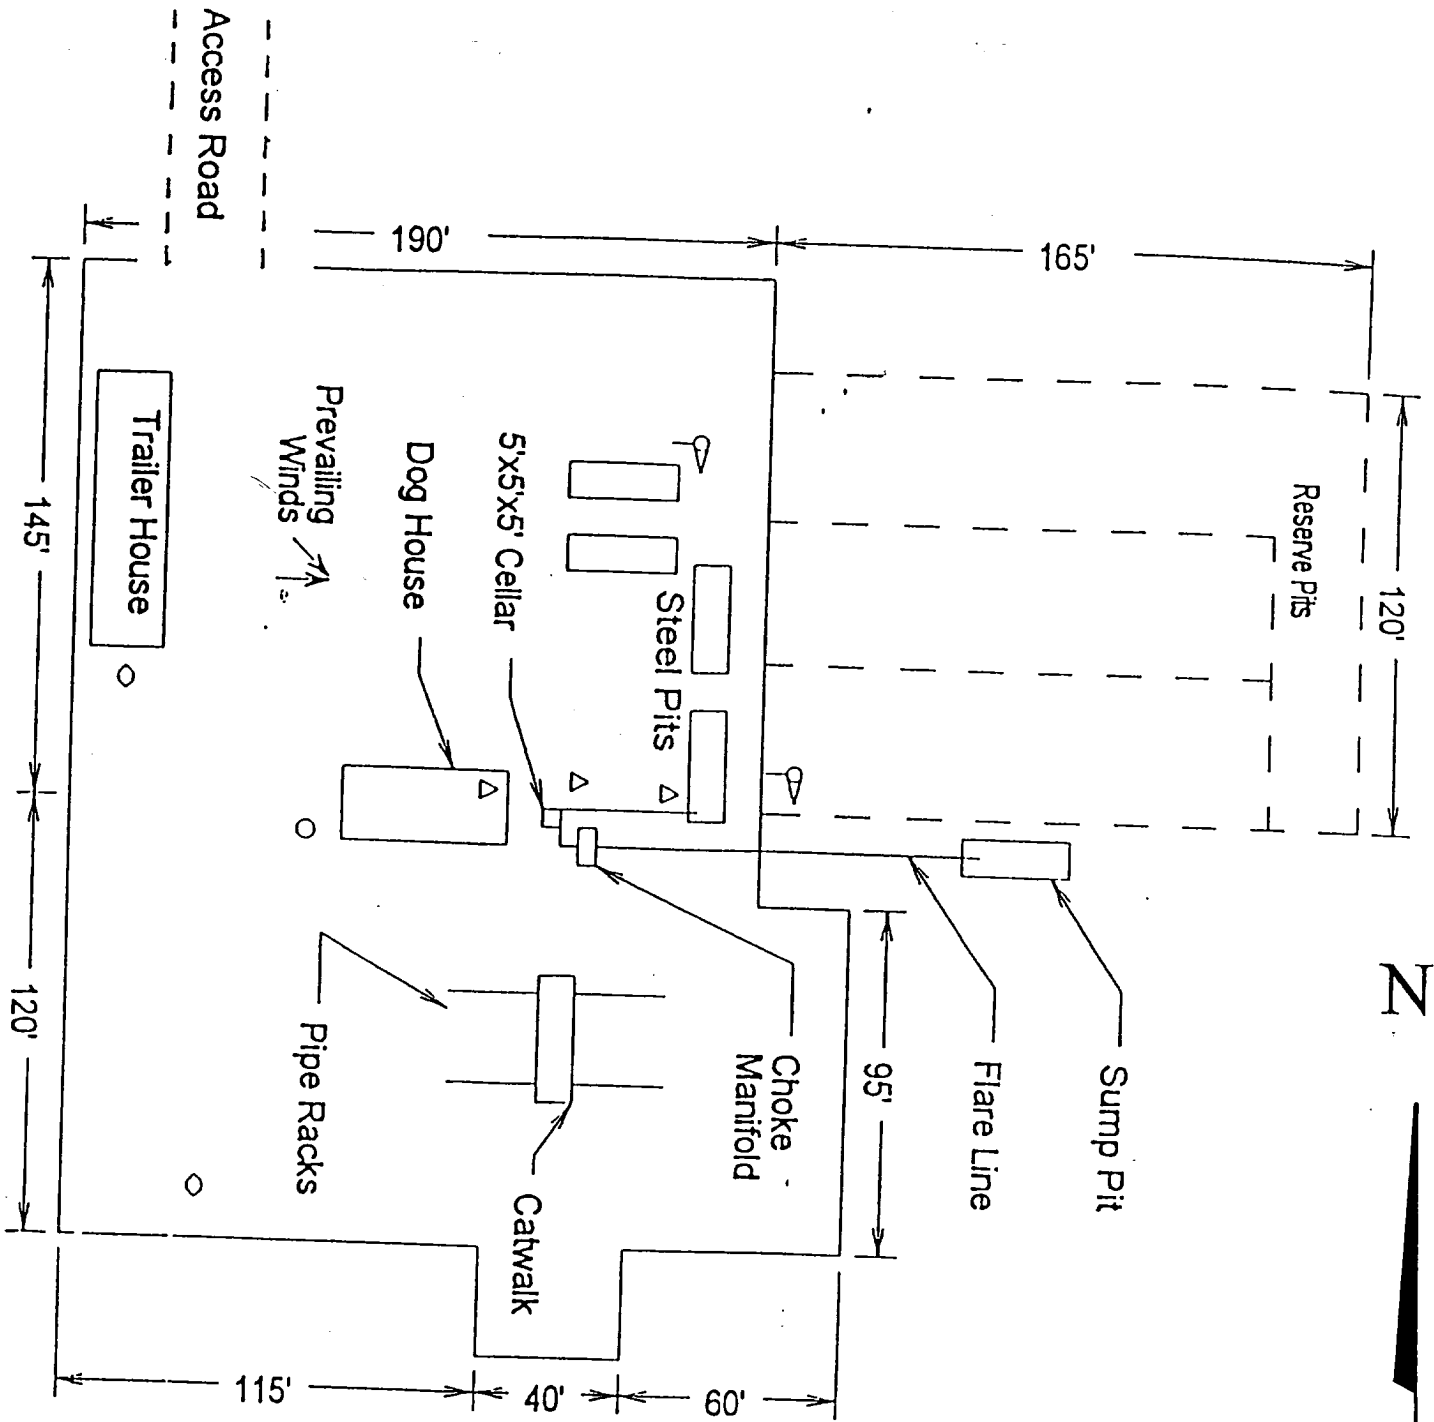 N
Access Road
190'
165'
120'
Reserve Pits
Prevailing
Winds
Dog House
5'x5'x5' Cellar
Steel Pits
Trailer House
145'
120'
Sump Pit
Flare Line
95'
Choke
Manifold
Catwalk
Pipe Racks
115'
40'
60'